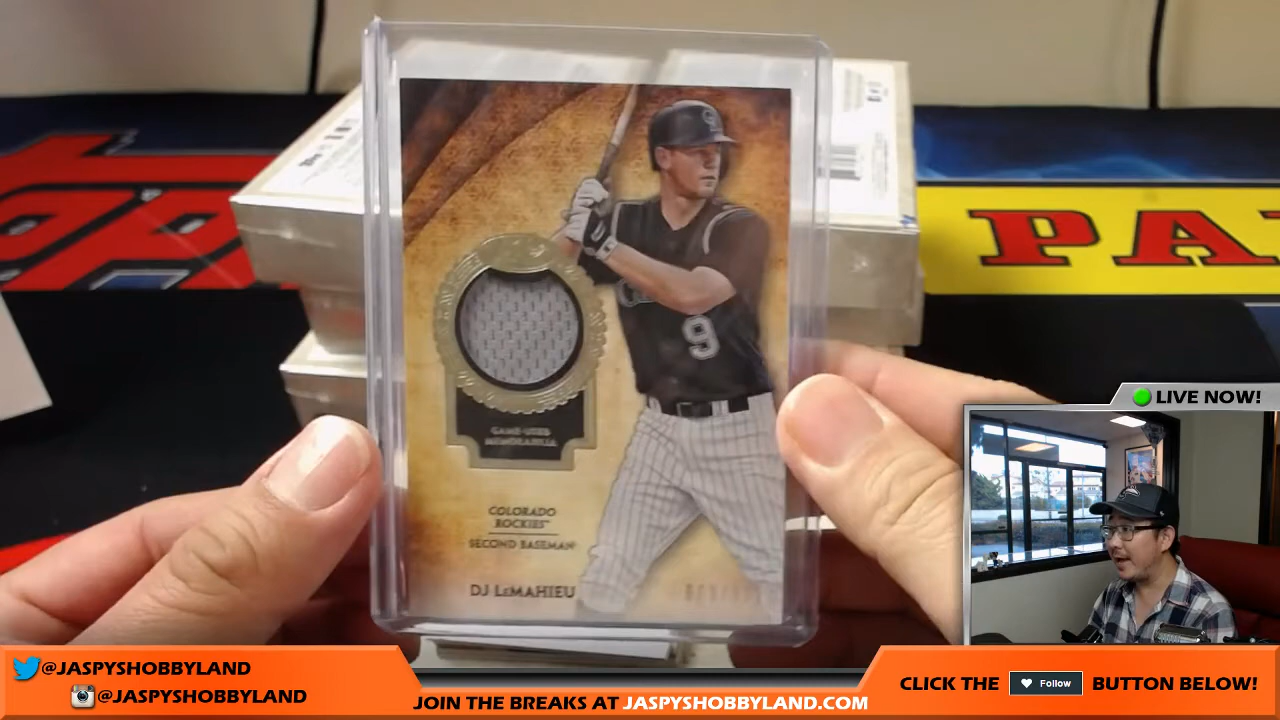 PA
9
GAME-USED
MEMORABILIA
COLORADO
ROCKIES™
SECOND BASEMAN
DJ LEMAHIEU
LIVE NOW!
@JASPYSHOBBYLAND
@JASPYSHOBBYLAND
JOIN THE BREAKS AT JASPYSHOBBYLAND.COM
CLICK THE Follow BUTTON BELOW!